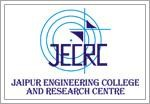 JECRC
JAIPUR ENGINEERING COLLEGE
AND RESEARCH CENTRE